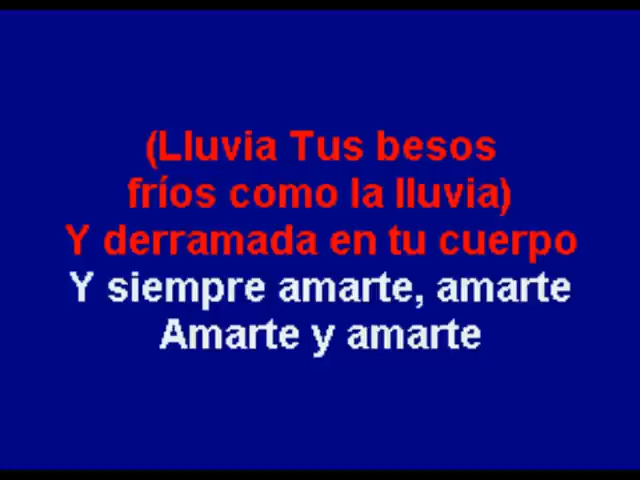 (Lluvia Tus besos
fríos como la lluvia)
Y derramada en tu cuerpo
Y siempre amarte, amarte
Amarte y amarte